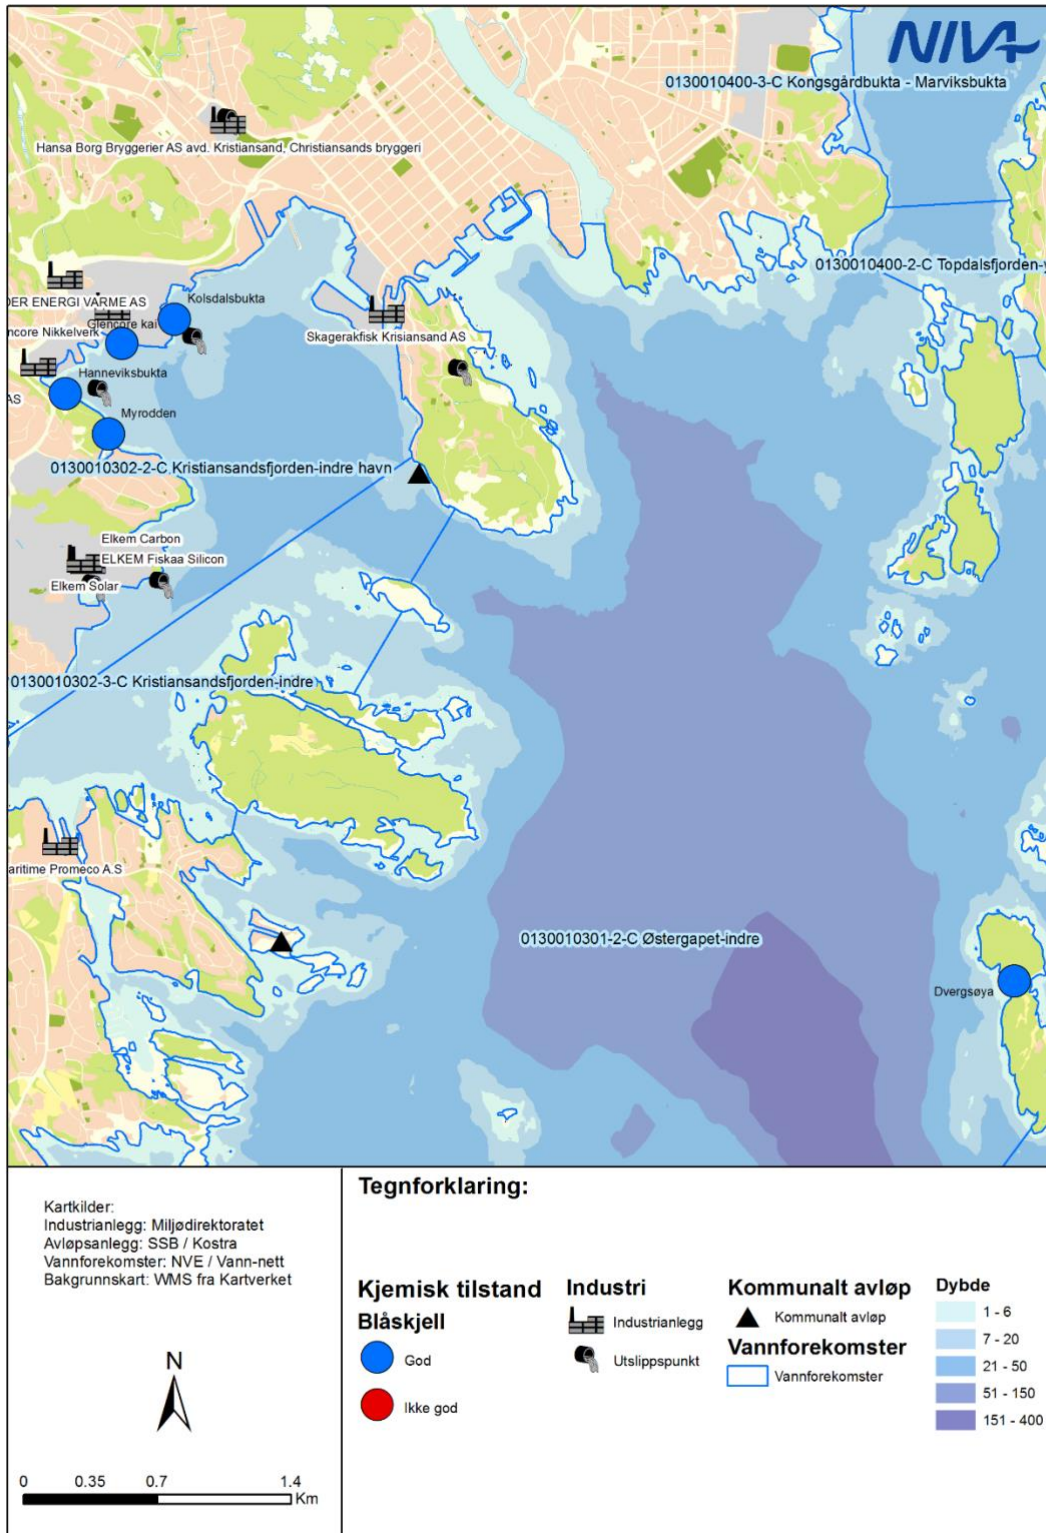 NIVA
0130010400-3-C Kongsgårdbukta - Marviksbukta
Hansa Borg Bryggerier AS avd. Kristiansand, Christiansands bryggeri
0130010400-2-C Topdalsfjorden-y
DER ENERGI VARME AS
Kolsdalsbukta
Glencore kai
ncore Nikkelverk
Skagerakfisk Krisiansand AS
Hanneviksbukta
AS
Myrodden
0130010302-2-C Kristiansandsfjorden-indre havn
Elkem Carbon
ELKEM Fiskaa Silicon
Elkem Solar
0130010302-3-C Kristiansandsfjorden-indre
aritime Promeco A.S
0130010301-2-C Østergapet-indre
Dvergsøya
Kartkilder:
Industrianlegg: Miljødirektoratet
Avløpsanlegg: SSB / Kostra
Vannforekomster: NVE / Vann-nett
Bakgrunnskart: WMS fra Kartverket
N
0 0.35 0.7 1.4
Km
Tegnforklaring:
Kjemisk tilstand
Blåskjell
God
Ikke god
Industri
Industrianlegg
Utslippspunkt
Kommunalt avløp
Kommunalt avløp
Vannforekomster
Vannforekomster
Dybde
1 - 6
7 - 20
21 - 50
51 - 150
151 - 400